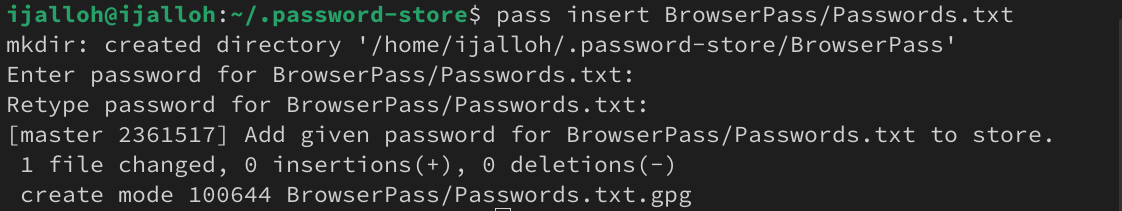 ijalloh@ijalloh:~/.password-store$ pass insert BrowserPass/Passwords.txt
mkdir: created directory '/home/ijalloh/.password-store/BrowserPass'
Enter password for BrowserPass/Passwords.txt:
Retype password for BrowserPass/Passwords.txt:
[master 2361517] Add given password for BrowserPass/Passwords.txt to store.
 1 file changed, 0 insertions(+), 0 deletions(-)
 create mode 100644 BrowserPass/Passwords.txt.gpg